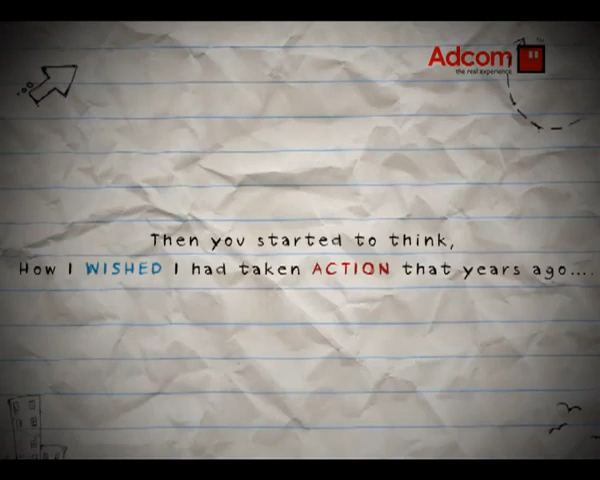 Adcom
the real experience
Then you started to think,
How I WISHED I had taken ACTION that years ago....